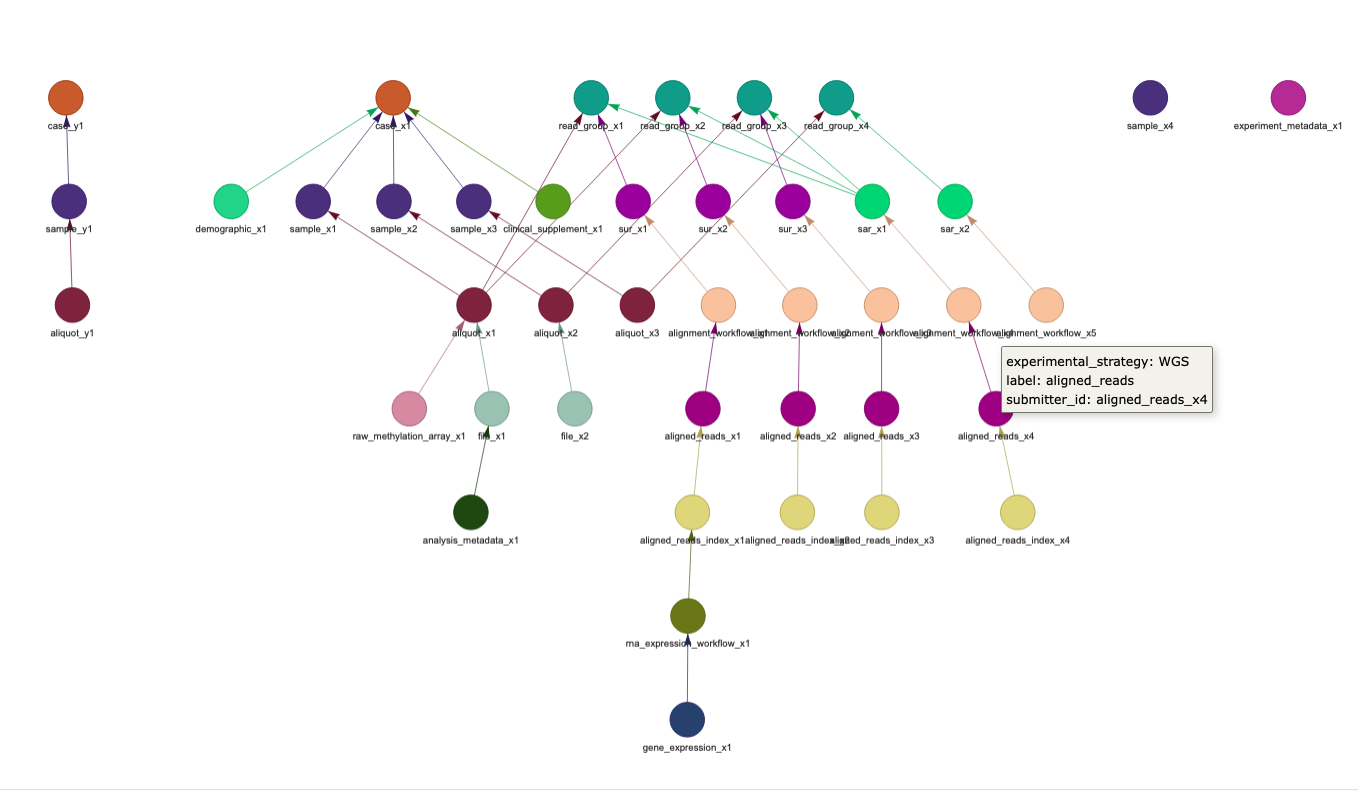 case_y1
case_x1
read_group_x1
read_group_x2
read_group_x3
read_group_x4
sample_x4
experiment_metadata_x1
sample_y1
demographic_x1
sample_x1
sample_x2
sample_x3
clinical_supplement_x1
sur_x1
sur_x2
sur_x3
sar_x1
sar_x2
aliquot_y1
aliquot_x1
aliquot_x2
aliquot_x3
alignment_workflow_x1
alignment_workflow_x2
alignment_workflow_x3
alignment_workflow_x4
alignment_workflow_x5
experimental_strategy: WGS
label: aligned_reads
submitter_id: aligned_reads_x4
raw_methylation_array_x1
file_x1
file_x2
aligned_reads_x1
aligned_reads_x2
aligned_reads_x3
aligned_reads_x4
analysis_metadata_x1
aligned_reads_index_x1
aligned_reads_index_x2
aligned_reads_index_x3
aligned_reads_index_x4
rna_expression_workflow_x1
gene_expression_x1